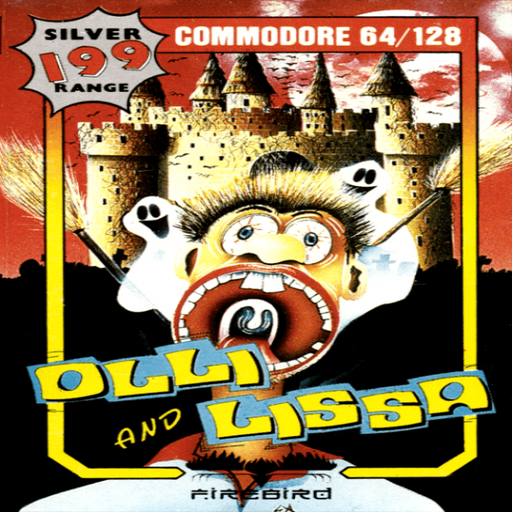 SILVER
199
RANGE
COMMODORE 64/128
OLLI
AND LISSA
FIREBIRD